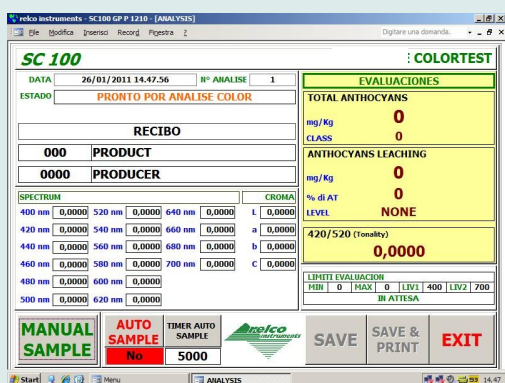 relco instruments - SC100 GP P 1210 - [ANALYSIS]
File Modifica Inserisci Record Finestra ?
Digitare una domanda.
SC 100
COLORTEST
DATA 26/01/2011 14.47.56 N° ANALISE 1
ESTADO PRONTO POR ANALISE COLOR
RECIBO
000 PRODUCT
0000 PRODUCER
SPECTRUM CROMA
400 nm 0,0000 520 nm 0,0000 640 nm 0,0000 L 0,0000
420 nm 0,0000 540 nm 0,0000 660 nm 0,0000 a 0,0000
440 nm 0,0000 560 nm 0,0000 680 nm 0,0000 b 0,0000
460 nm 0,0000 580 nm 0,0000 700 nm 0,0000 C 0,0000
480 nm 0,0000 600 nm 0,0000
500 nm 0,0000 620 nm 0,0000
EVALUACIONES
TOTAL ANTHOCYANS
mg/Kg 0
CLASS 0
ANTHOCYANS LEACHING
mg/Kg 0
% di AT 0
LEVEL NONE
420/520 (Tonality)
0,0000
LIMITI EVALUACION
MIN 0 MAX 0 LIV1 400 LIV2 700
IN ATTESA
MANUAL SAMPLE
AUTO SAMPLE
No
TIMER AUTO SAMPLE
5000
relco instruments
SAVE
SAVE & PRINT
EXIT
Start Menu ANALYSIS 93 14.47